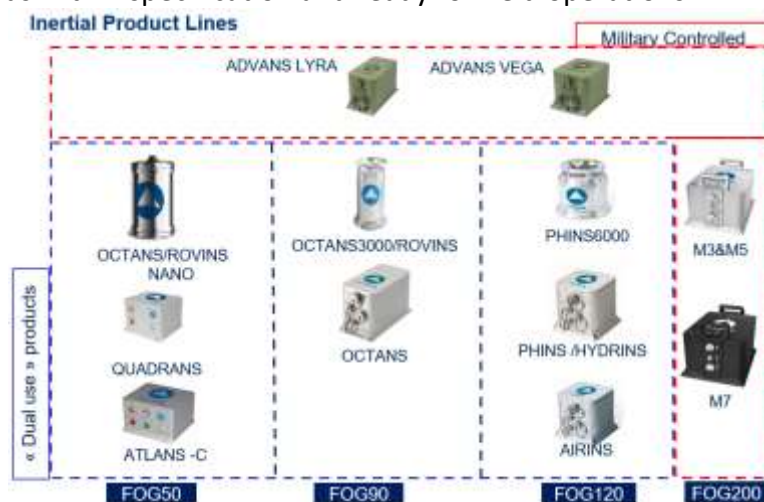 Inertial Product Lines
Military Controlled
ADVANS LYRA
ADVANS VEGA
OCTANS/ROVINS
NANO
OCTANS3000/ROVINS
PHINS6000
M3&M5
QUADRANS
OCTANS
PHINS /HYDRINS
M7
ATLANS -C
AIRINS
« Dual use » products
FOG50
FOG90
FOG120
FOG200